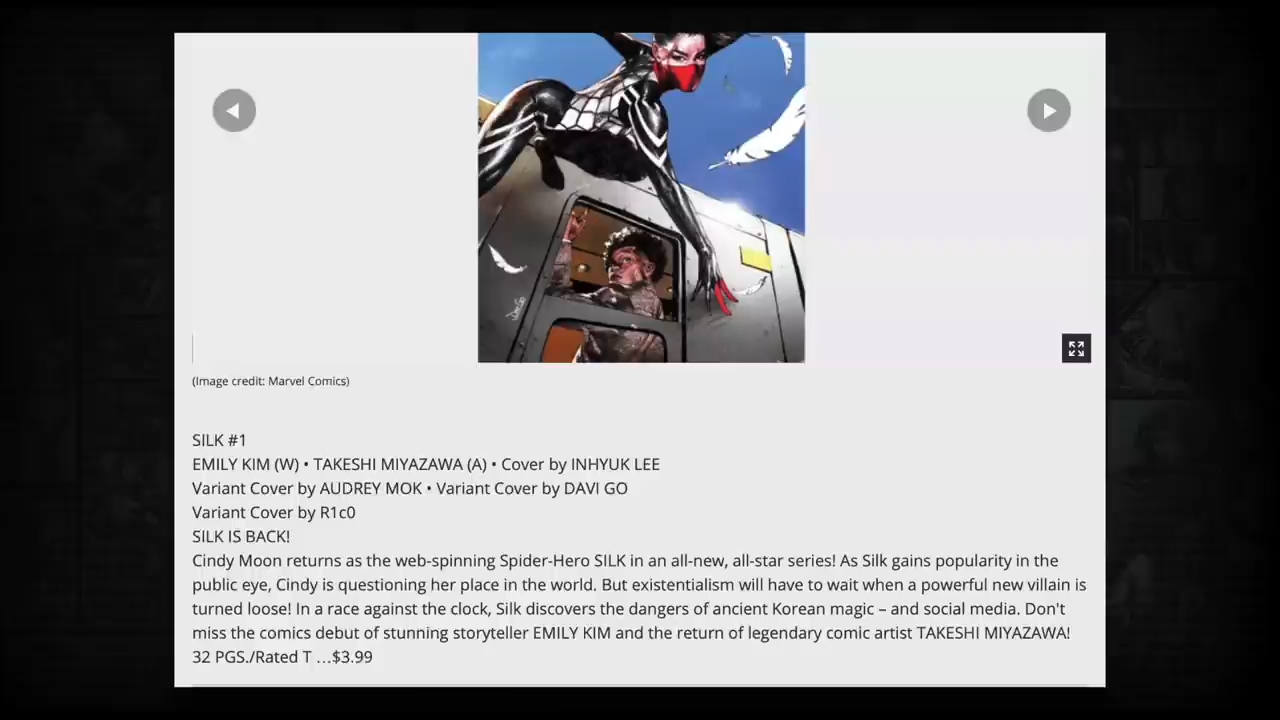 (Image credit: Marvel Comics)
SILK #1
EMILY KIM (W) • TAKESHI MIYAZAWA (A) • Cover by INHYUK LEE
Variant Cover by AUDREY MOK • Variant Cover by DAVI GO
Variant Cover by R1c0
SILK IS BACK!
Cindy Moon returns as the web-spinning Spider-Hero SILK in an all-new, all-star series! As Silk gains popularity in the
public eye, Cindy is questioning her place in the world. But existentialism will have to wait when a powerful new villain is
turned loose! In a race against the clock, Silk discovers the dangers of ancient Korean magic – and social media. Don't
miss the comics debut of stunning storyteller EMILY KIM and the return of legendary comic artist TAKESHI MIYAZAWA!
32 PGS./Rated T …$3.99